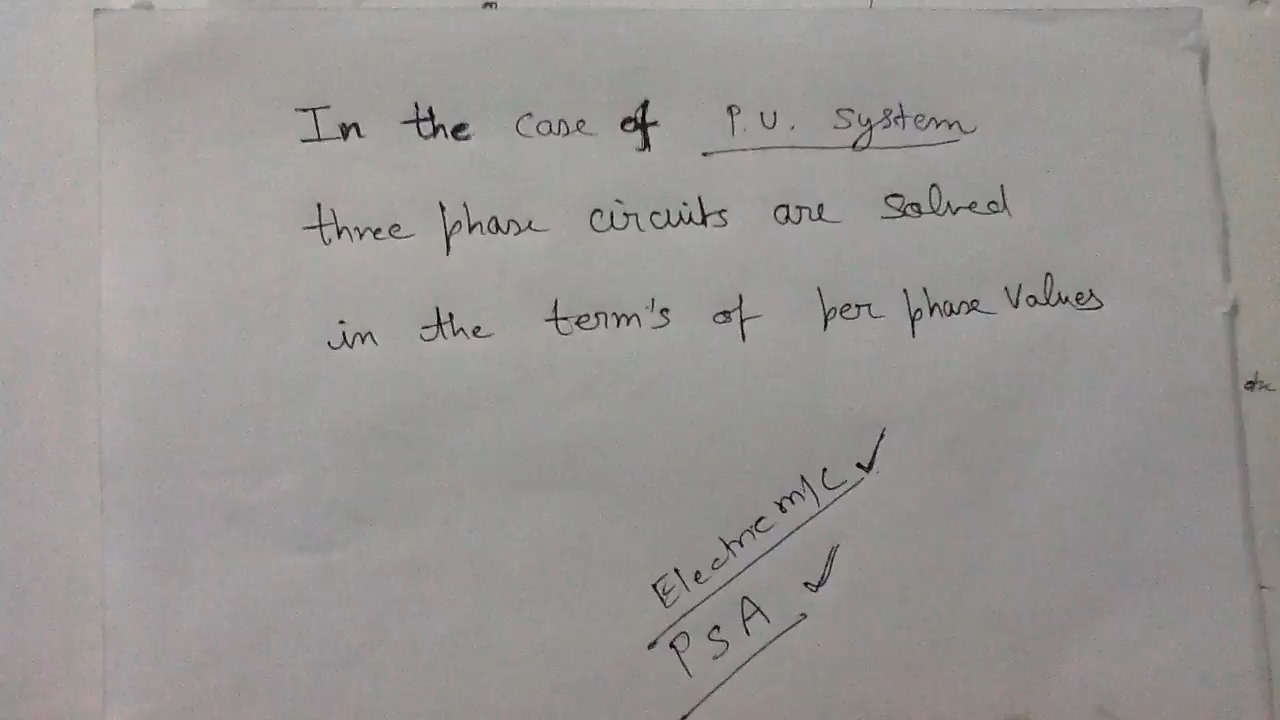 In the case of P.U. System
three phase circuits are solved
in the term's of per phase Values
Electric m/c ✓
PSA ✓